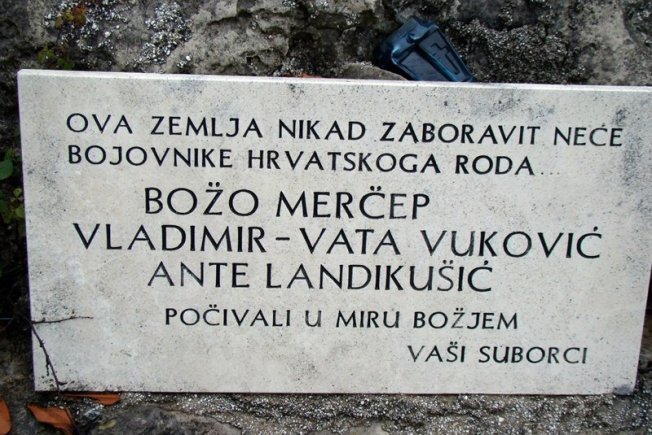 OVA ZEMLJA NIKAD ZABORAVIT NEĆE
BOJOVNIKE HRVATSKOGA RODA...
BOŽO MERČEP
VLADIMIR-VATA VUKOVIĆ
ANTE LANDIKUŠIĆ
POČIVALI U MIRU BOŽJEM
VAŠI SUBORCI